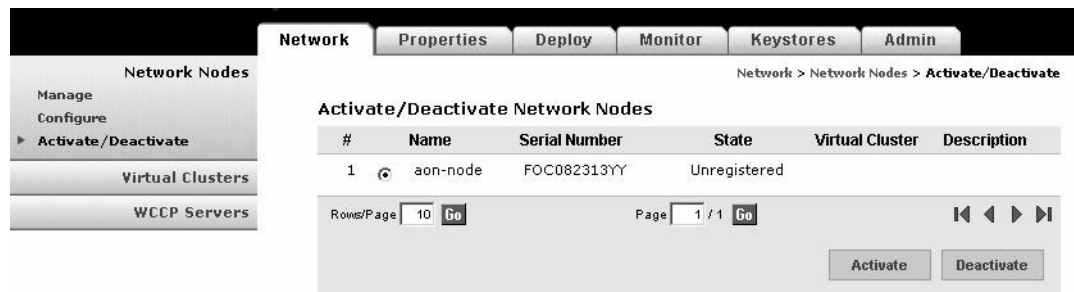 Network Properties Deploy Monitor Keystores Admin
Network Nodes
Manage
Configure
Activate/Deactivate
Virtual Clusters
WCCP Servers
Network > Network Nodes > Activate/Deactivate
Activate/Deactivate Network Nodes
# Name Serial Number State Virtual Cluster Description
1 aon-node FOC082313YY Unregistered
Rows/Page 10 Go Page 1 / 1 Go
Activate Deactivate